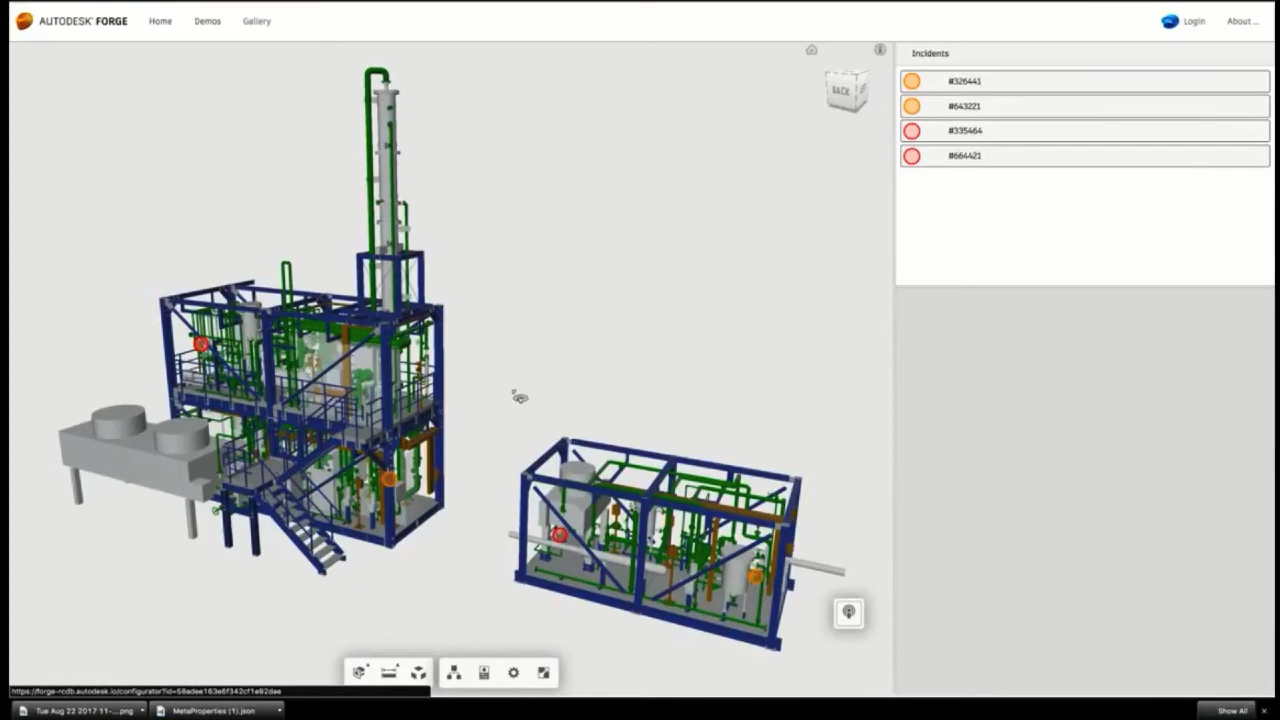 AUTODESK® FORGE
Home
Demos
Gallery
Login
About ...
BACK
Incidents
#326441
#643221
#335464
#664421
https://forge-rcdb.autodesk.io/configurator?id=58adee163e6f342cf1e92dae
Tue Aug 22 2017 11-....png
MetaProperties (1).json
Show All